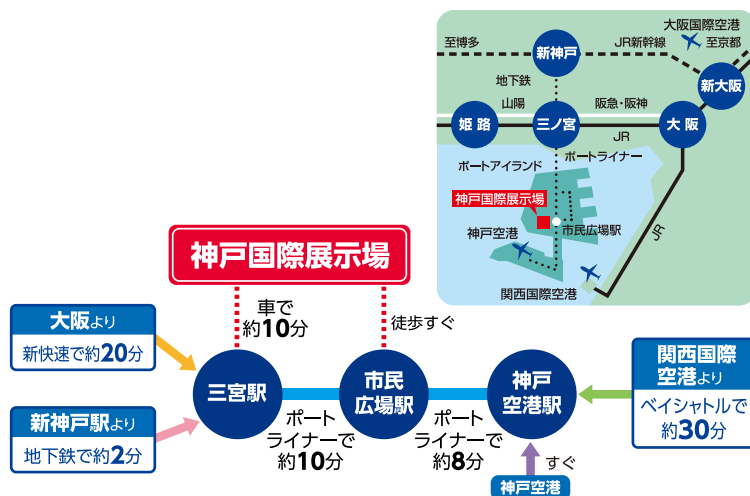 大阪国際空港
至博多
JR新幹線
至京都
新神戸
新大阪
地下鉄
山陽
阪急・阪神
姫路
三ノ宮
大阪
JR
ポートアイランド
ポートライナー
神戸国際展示場
市民広場駅
神戸空港
JR
関西国際空港
神戸国際展示場
車で
約10分
徒歩すぐ
大阪より
新快速で約20分
新神戸駅より
地下鉄で約2分
三宮駅
市民
広場駅
神戸
空港駅
関西国際
空港より
ベイシャトルで
約30分
ポート
ライナーで
約10分
ポート
ライナーで
約8分
すぐ
神戸空港